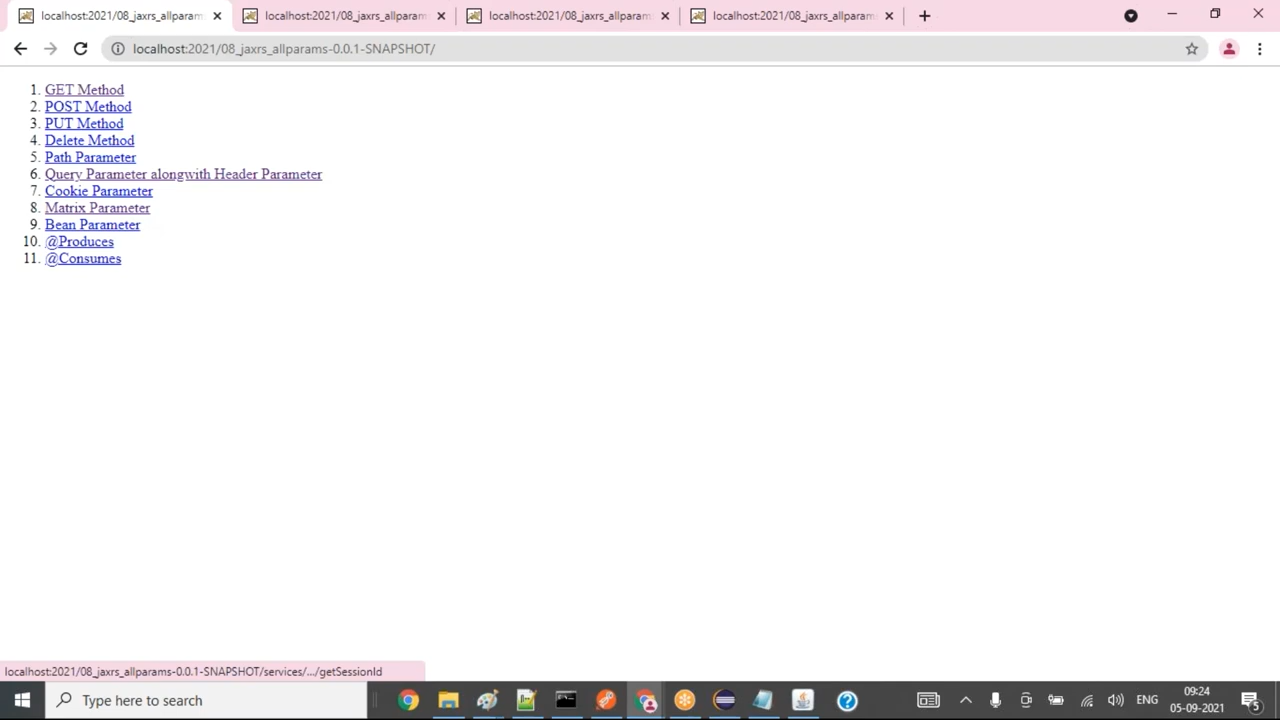 localhost:2021/08_jaxrs_allparam
localhost:2021/08_jaxrs_allparam
localhost:2021/08_jaxrs_allparam
localhost:2021/08_jaxrs_allparam
localhost:2021/08_jaxrs_allparams-0.0.1-SNAPSHOT/
1. GET Method
2. POST Method
3. PUT Method
4. Delete Method
5. Path Parameter
6. Query Parameter alongwith Header Parameter
7. Cookie Parameter
8. Matrix Parameter
9. Bean Parameter
10. @Produces
11. @Consumes
localhost:2021/08_jaxrs_allparams-0.0.1-SNAPSHOT/services/.../getSessionId
Type here to search
ENG
09:24
05-09-2021
5